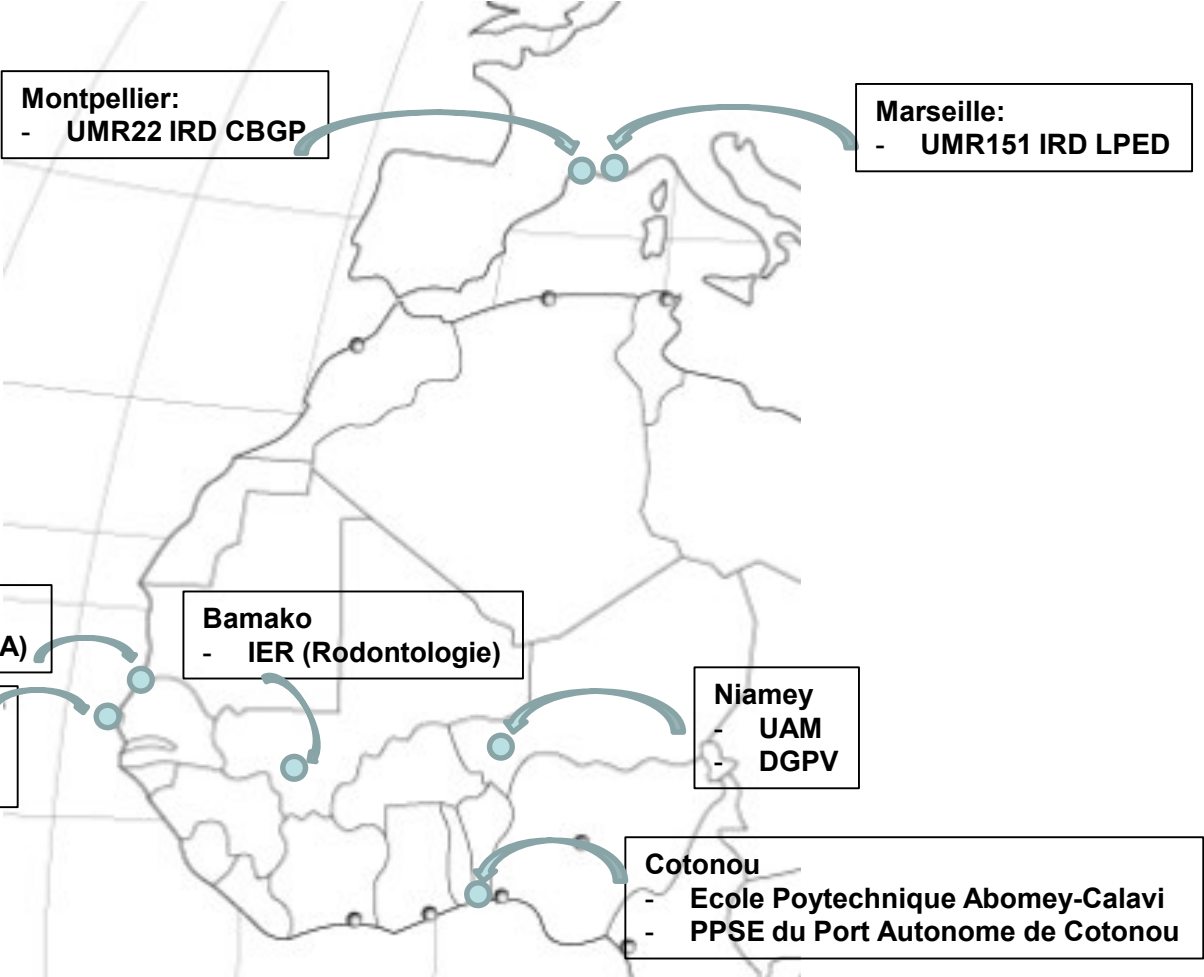 Montpellier:
- UMR22 IRD CBGP
Marseille:
- UMR151 IRD LPED
A)
Bamako
- IER (Rodontologie)
Niamey
- UAM
- DGPV
Cotonou
- Ecole Poytechnique Abomey-Calavi
- PPSE du Port Autonome de Cotonou